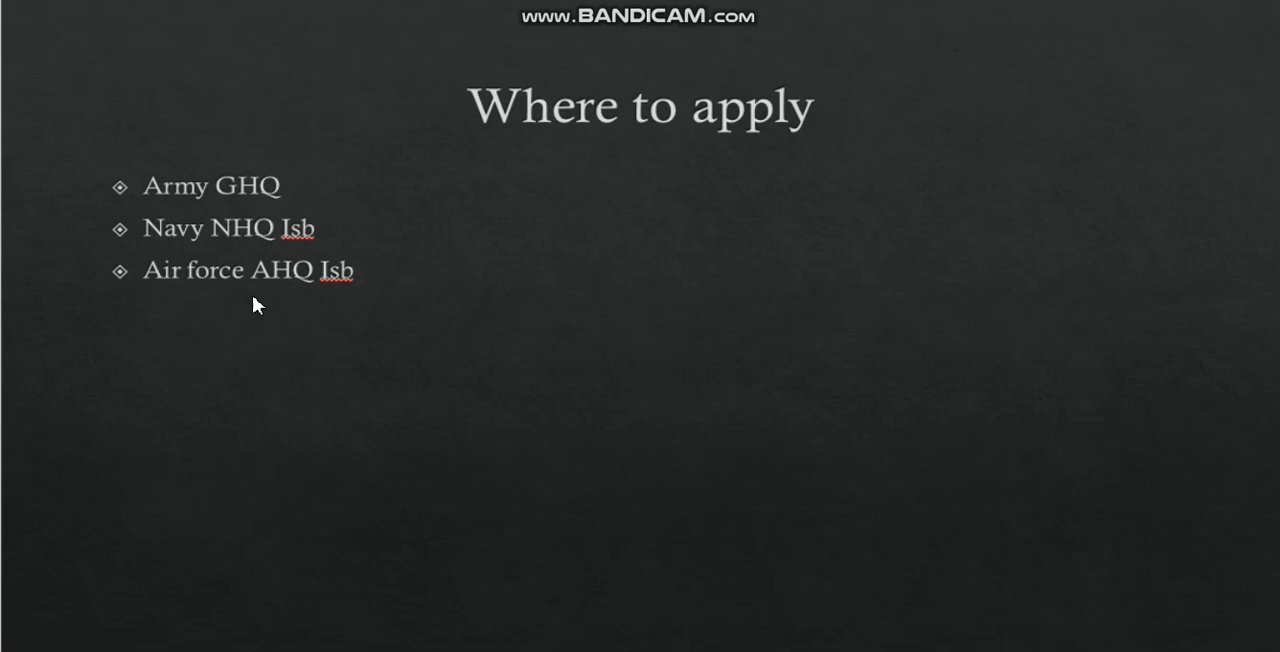 www.BANDICAM.com
Where to apply
Army GHQ
Navy NHQ Isb
Air force AHQ Isb